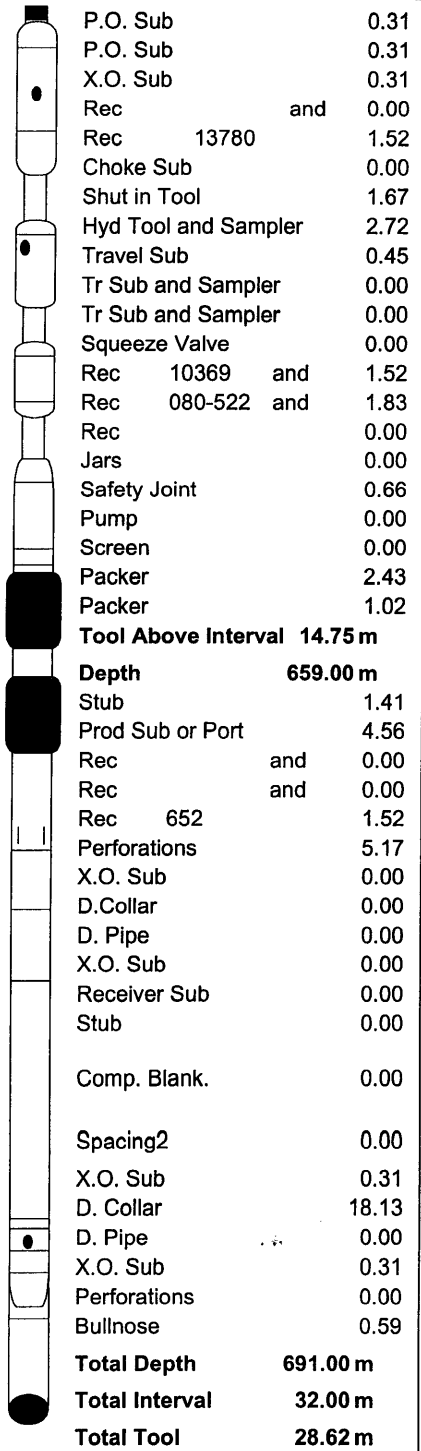 P.O. Sub 0.31
P.O. Sub 0.31
X.O. Sub 0.31
Rec and 0.00
Rec 13780 1.52
Choke Sub 0.00
Shut in Tool 1.67
Hyd Tool and Sampler 2.72
Travel Sub 0.45
Tr Sub and Sampler 0.00
Tr Sub and Sampler 0.00
Squeeze Valve 0.00
Rec 10369 and 1.52
Rec 080-522 and 1.83
Rec 0.00
Jars 0.00
Safety Joint 0.66
Pump 0.00
Screen 0.00
Packer 2.43
Packer 1.02
Tool Above Interval 14.75 m
Depth 659.00 m
Stub 1.41
Prod Sub or Port 4.56
Rec and 0.00
Rec and 0.00
Rec 652 1.52
Perforations 5.17
X.O. Sub 0.00
D.Collar 0.00
D. Pipe 0.00
X.O. Sub 0.00
Receiver Sub 0.00
Stub 0.00
Comp. Blank. 0.00
Spacing2 0.00
X.O. Sub 0.31
D. Collar 18.13
D. Pipe 0.00
X.O. Sub 0.31
Perforations 0.00
Bullnose 0.59
Total Depth 691.00 m
Total Interval 32.00 m
Total Tool 28.62 m